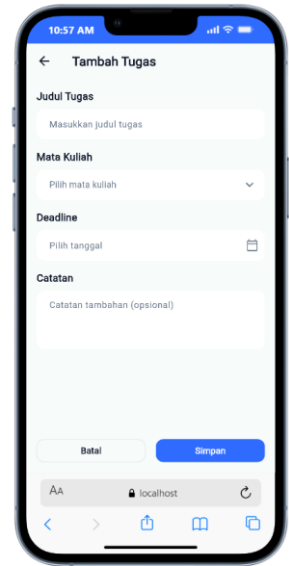 10:57 AM
Tambah Tugas
Judul Tugas
Masukkan judul tugas
Mata Kuliah
Pilih mata kuliah
Deadline
Pilih tanggal
Catatan
Catatan tambahan (opsional)
Batal Simpan
AA localhost